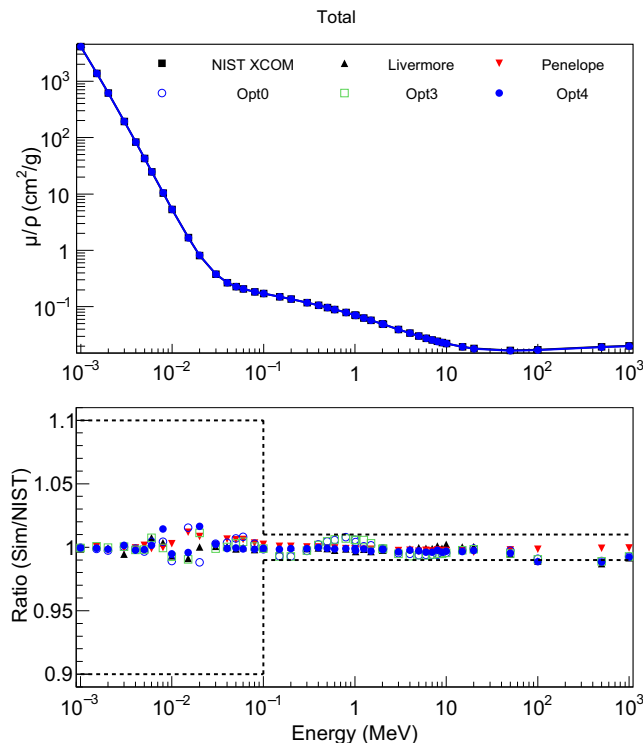 Total
10³
NIST XCOM Livermore Penelope
10² Opt0 Opt3 Opt4
10
1
10⁻¹
μ/ρ (cm²/g)
10⁻³ 10⁻² 10⁻¹ 1 10 10² 10³
1.1
1.05
1
0.95
0.9
Ratio (Sim/NIST)
10⁻³ 10⁻² 10⁻¹ 1 10 10² 10³
Energy (MeV)